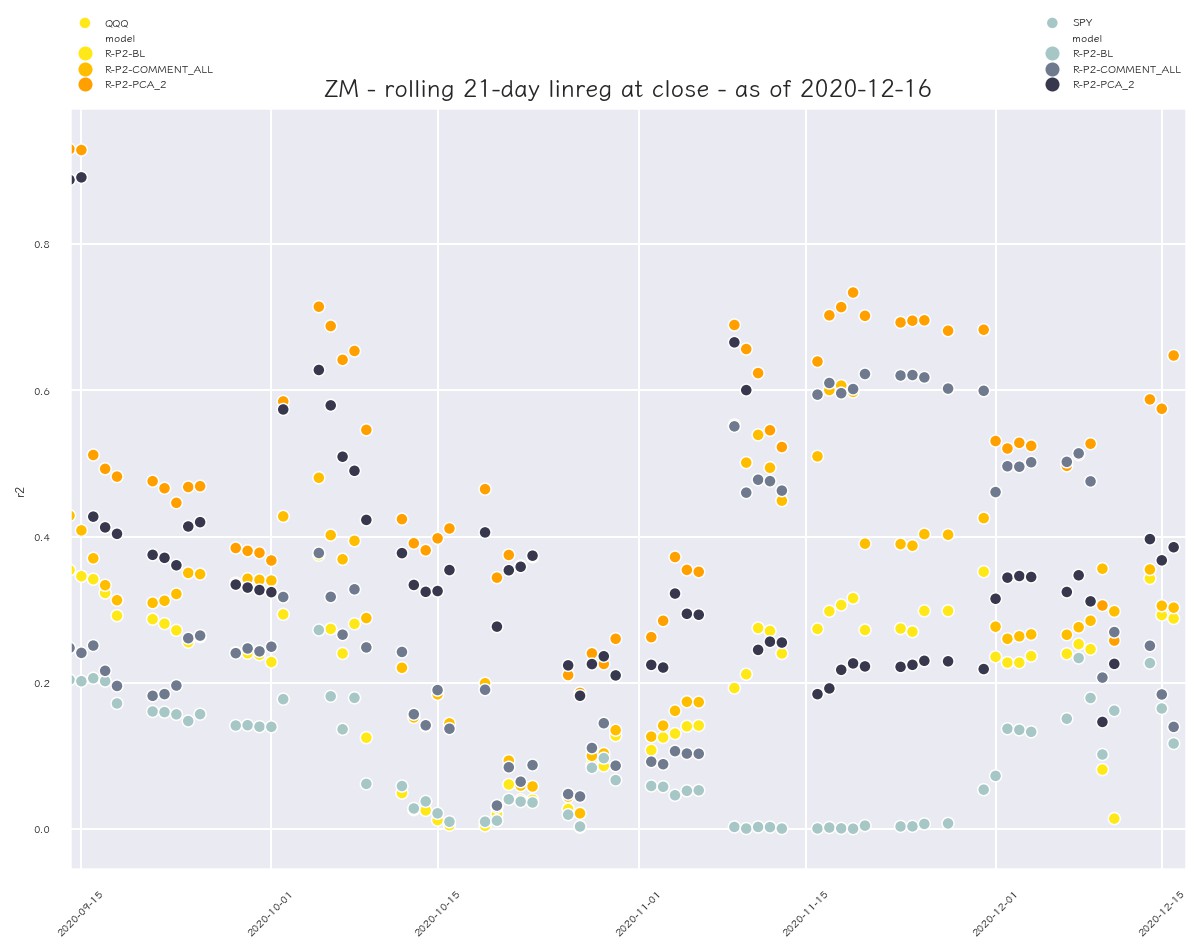 QQQ
model
R-P2-BL
R-P2-COMMENT_ALL
R-P2-PCA_2
SPY
model
R-P2-BL
R-P2-COMMENT_ALL
R-P2-PCA_2
ZM - rolling 21-day linreg at close - as of 2020-12-16
r2
0.8
0.6
0.4
0.2
0.0
2020-09-15
2020-10-01
2020-10-15
2020-11-01
2020-11-15
2020-12-01
2020-12-15